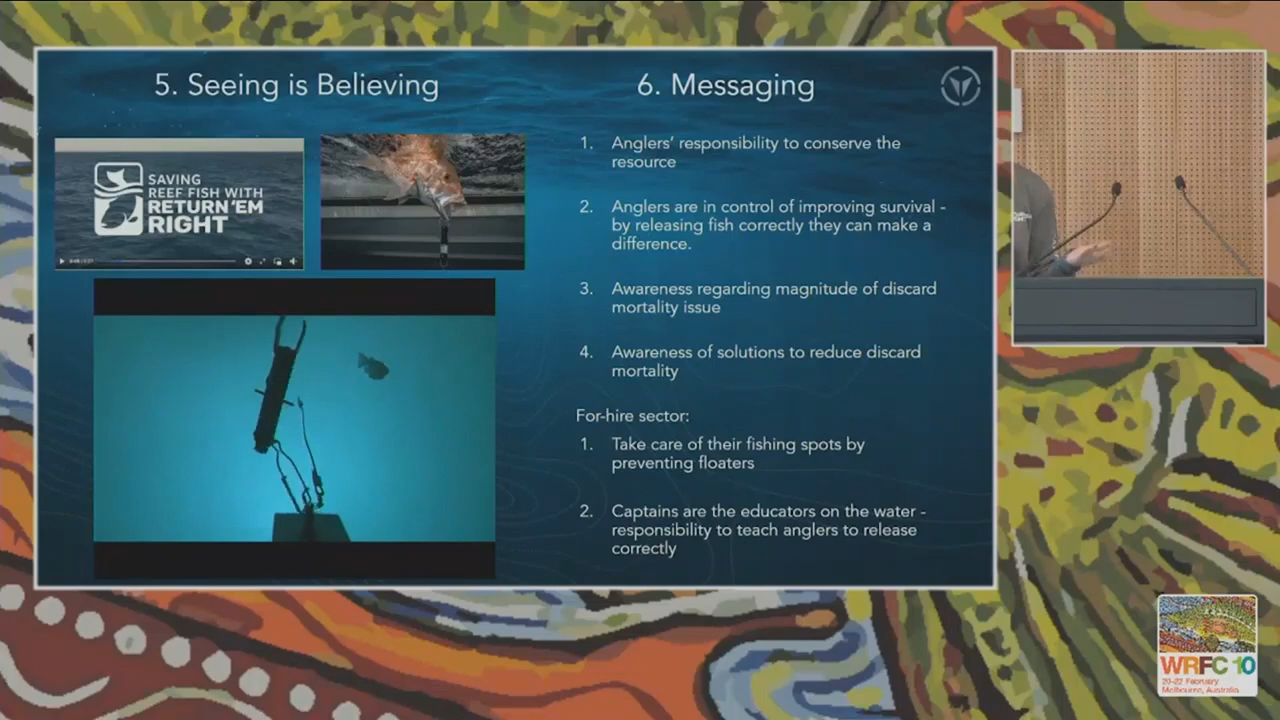 5. Seeing is Believing
SAVING
REEF FISH WITH
RETURN 'EM
RIGHT
6. Messaging
1. Anglers' responsibility to conserve the
resource
2. Anglers are in control of improving survival -
by releasing fish correctly they can make a
difference.
3. Awareness regarding magnitude of discard
mortality issue
4. Awareness of solutions to reduce discard
mortality
For-hire sector:
1. Take care of their fishing spots by
preventing floaters
2. Captains are the educators on the water -
responsibility to teach anglers to release
correctly
WRFC 10
20-22 February
Melbourne, Australia